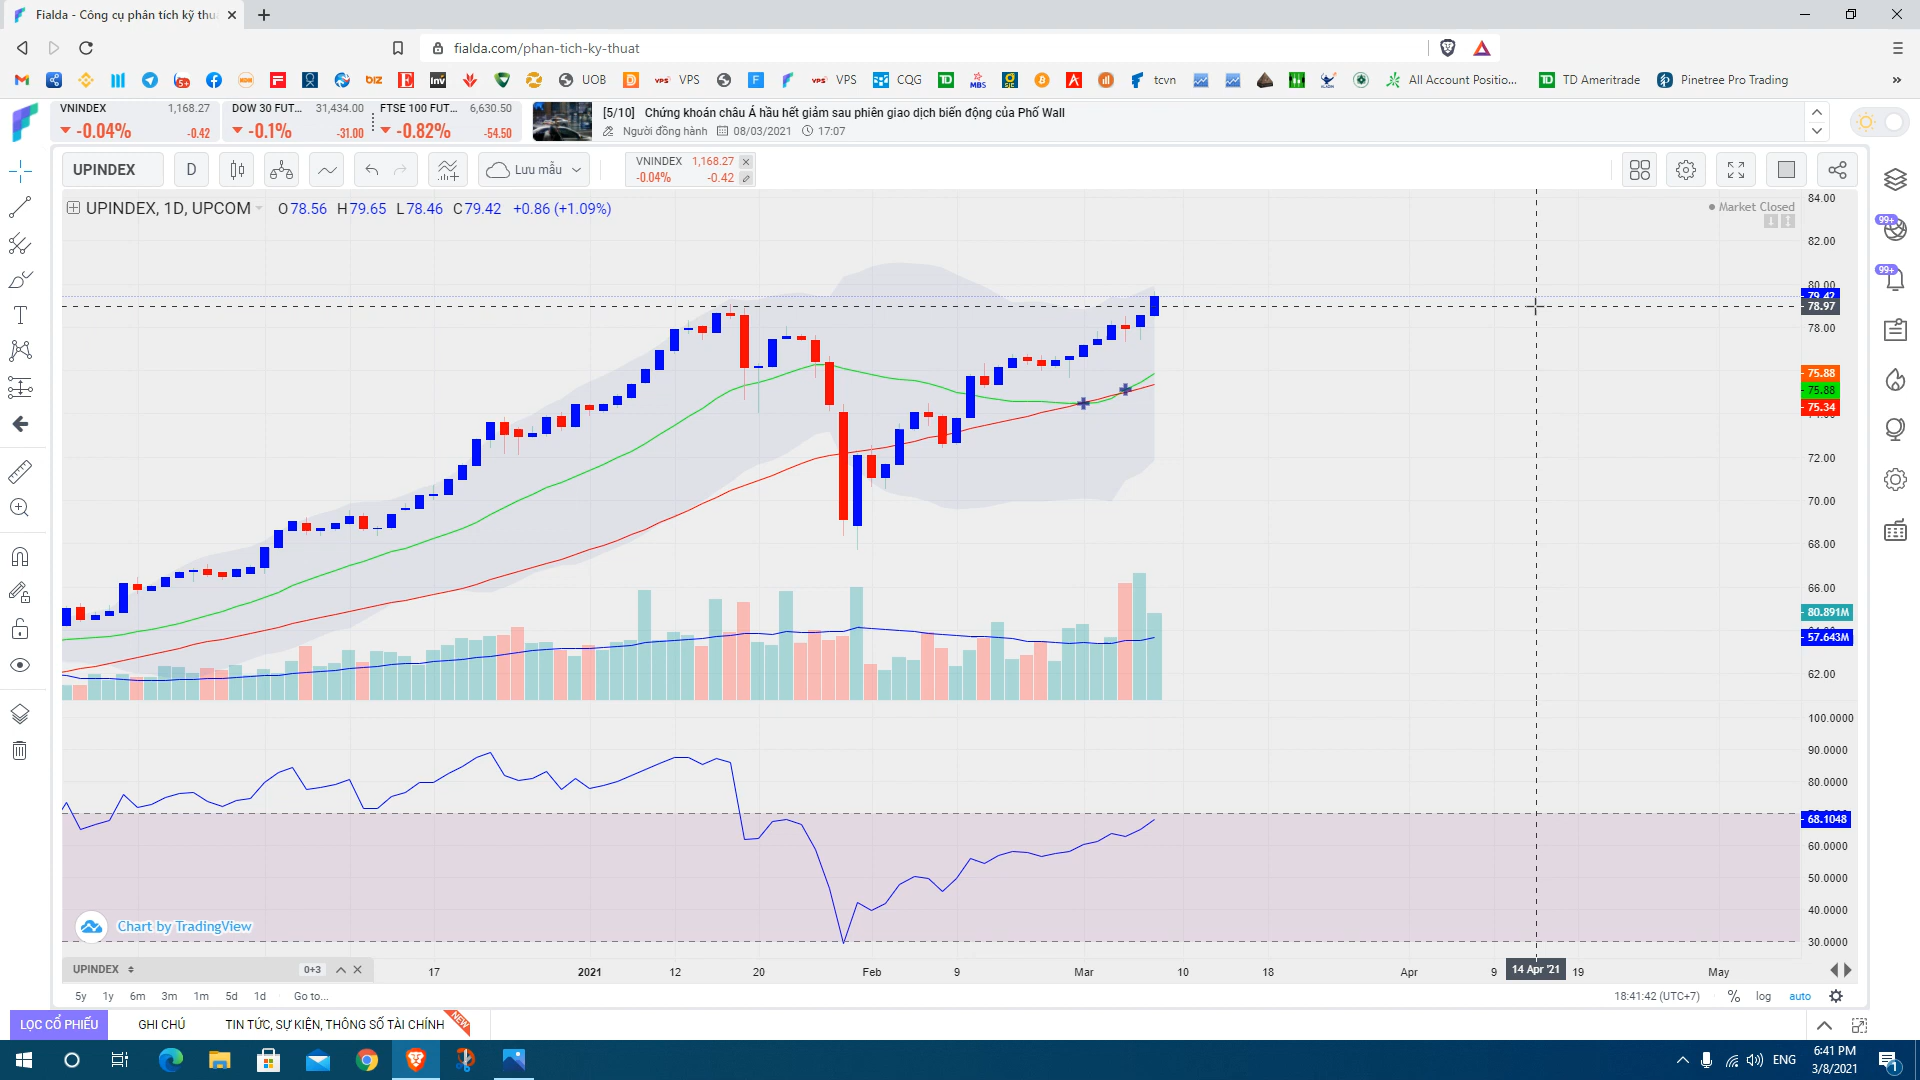 Fialda - Công cụ phân tích kỹ thu
fialda.com/phan-tich-ky-thuat
UOB
VPS
VPS
CQG
tcvn
All Account Positio...
TD Ameritrade
Pinetree Pro Trading
VNINDEX 1,168.27
-0.04% -0.42
DOW 30 FUT... 31,434.00
-0.1% -31.00
FTSE 100 FUT... 6,630.50
-0.82% -54.50
[5/10] Chứng khoán châu Á hầu hết giảm sau phiên giao dịch biến động của Phố Wall
Người đồng hành 08/03/2021 17:07
UPINDEX D Lưu mẫu
VNINDEX 1,168.27
-0.04% -0.42
UPINDEX, 1D, UPCOM O78.56 H79.65 L78.46 C79.42 +0.86 (+1.09%)
Market Closed
99+
99+
84.00
82.00
79.42
78.97
78.00
75.88
75.88
75.34
72.00
70.00
68.00
66.00
80.891M
57.643M
62.00
100.0000
90.0000
80.0000
68.1048
60.0000
50.0000
40.0000
30.0000
Chart by TradingView
UPINDEX 0+3
17 2021 12 20 Feb 9 Mar 10 18 Apr 9 14 Apr '21 19 May
5y 1y 6m 3m 1m 5d 1d Go to...
18:41:42 (UTC+7) % log auto
LỌC CỔ PHIẾU GHI CHÚ TIN TỨC, SỰ KIỆN, THÔNG SỐ TÀI CHÍNH NEW
ENG
6:41 PM
3/8/2021
1